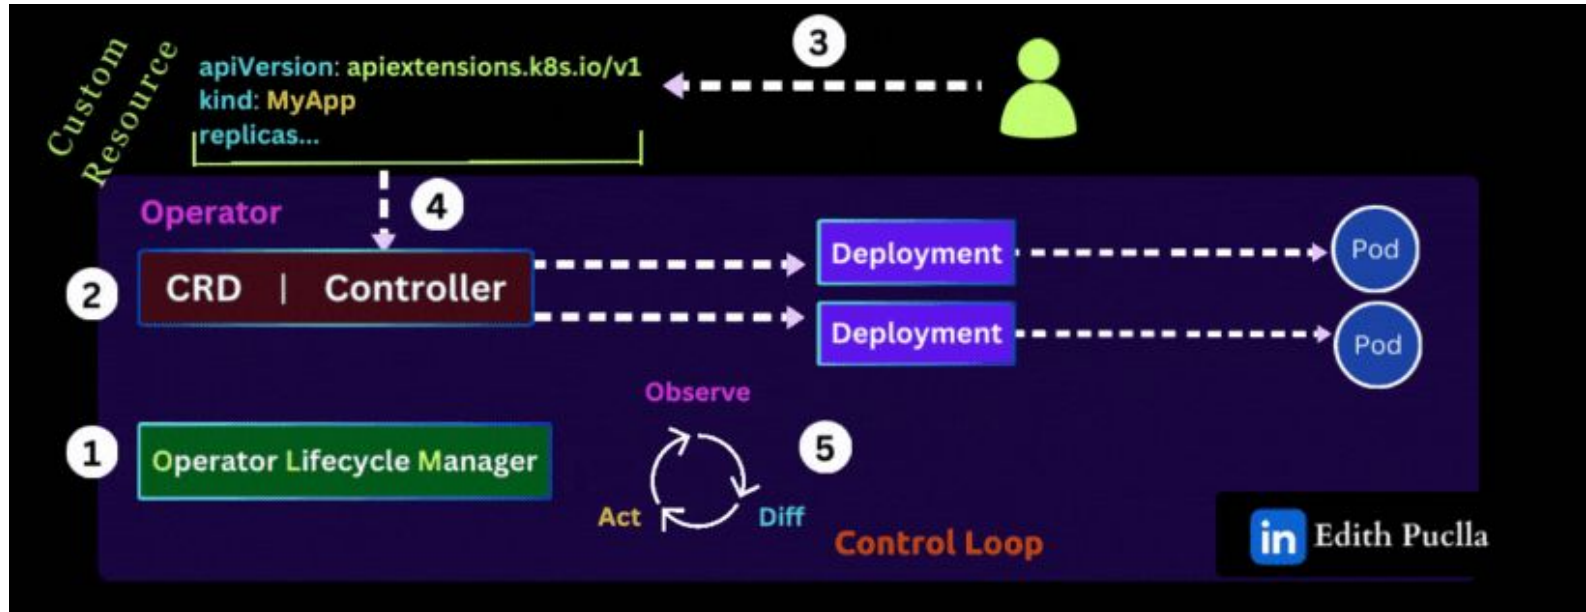 Custom
Resource
apiVersion: apiextensions.k8s.io/v1
kind: MyApp
replicas...
3
4
Operator
2
CRD | Controller
Deployment
Pod
Deployment
Pod
1
Operator Lifecycle Manager
Observe
Act
Diff
5
Control Loop
in Edith Puclla